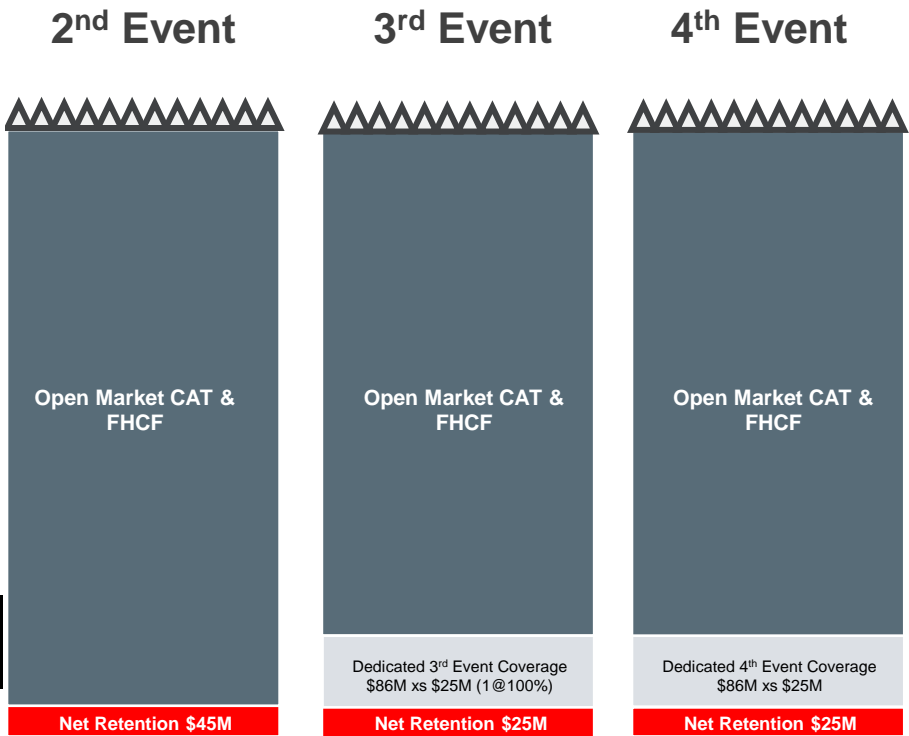 2nd Event
3rd Event
4th Event
Open Market CAT &
FHCF
Open Market CAT &
FHCF
Open Market CAT &
FHCF
Dedicated 3rd Event Coverage
$86M xs $25M (1@100%)
Dedicated 4th Event Coverage
$86M xs $25M
Net Retention $45M
Net Retention $25M
Net Retention $25M